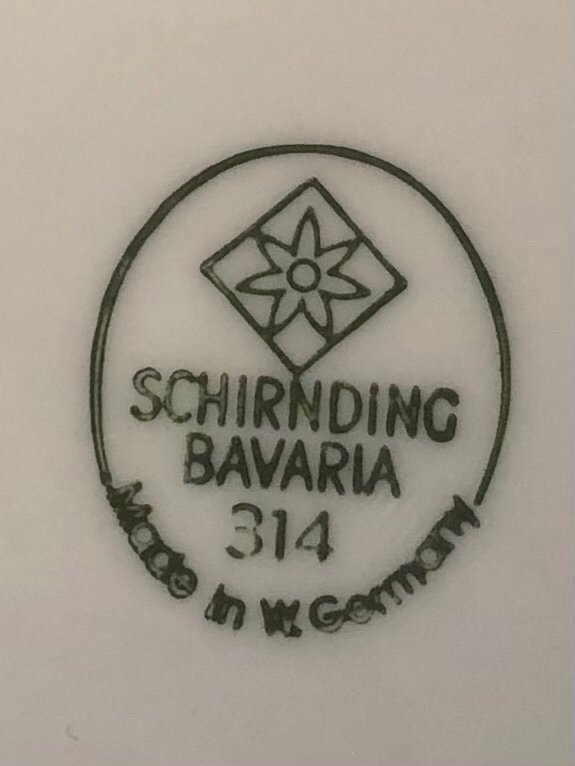 SCHIRNDING
BAVARIA
314
Made in W. Germany